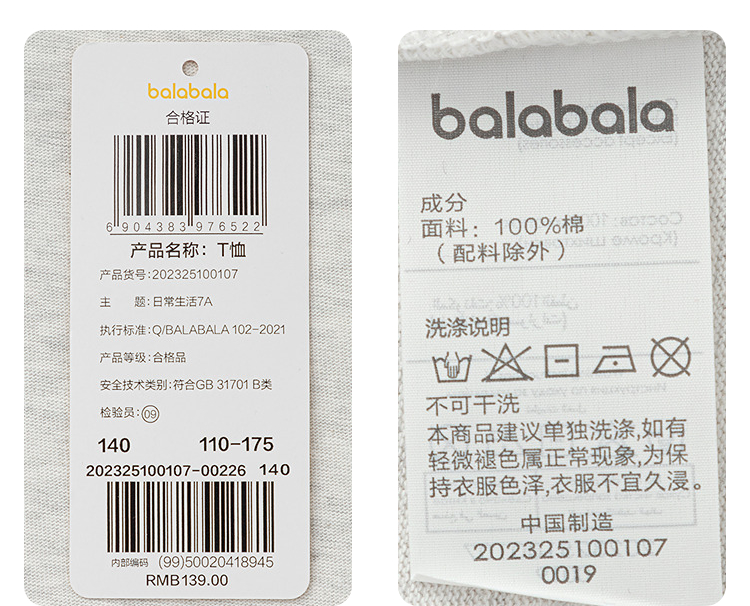 balabala
合格证
6 904383 976522
产品名称: T恤
产品货号:202325100107
主 题:日常生活7A
执行标准:Q/BALABALA 102-2021
产品等级:合格品
安全技术类别:符合GB 31701 B类
检验员:09
140 110-175
202325100107-00226 140
内部编码 (99)50020418945
RMB139.00
balabala
成分
面料: 100%棉
(配料除外)
洗涤说明
不可干洗
本商品建议单独洗涤,如有
轻微褪色属正常现象,为保
持衣服色泽,衣服不宜久浸。
中国制造
202325100107
0019